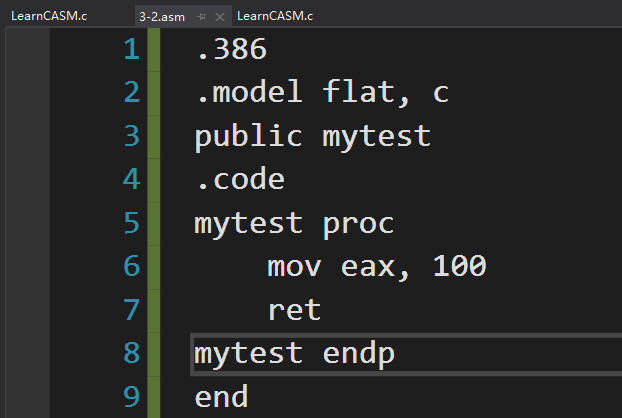 LearnCASM.c 3-2.asm LearnCASM.c
1 .386
2 .model flat, c
3 public mytest
4 .code
5 mytest proc
6 mov eax, 100
7 ret
8 mytest endp
9 end